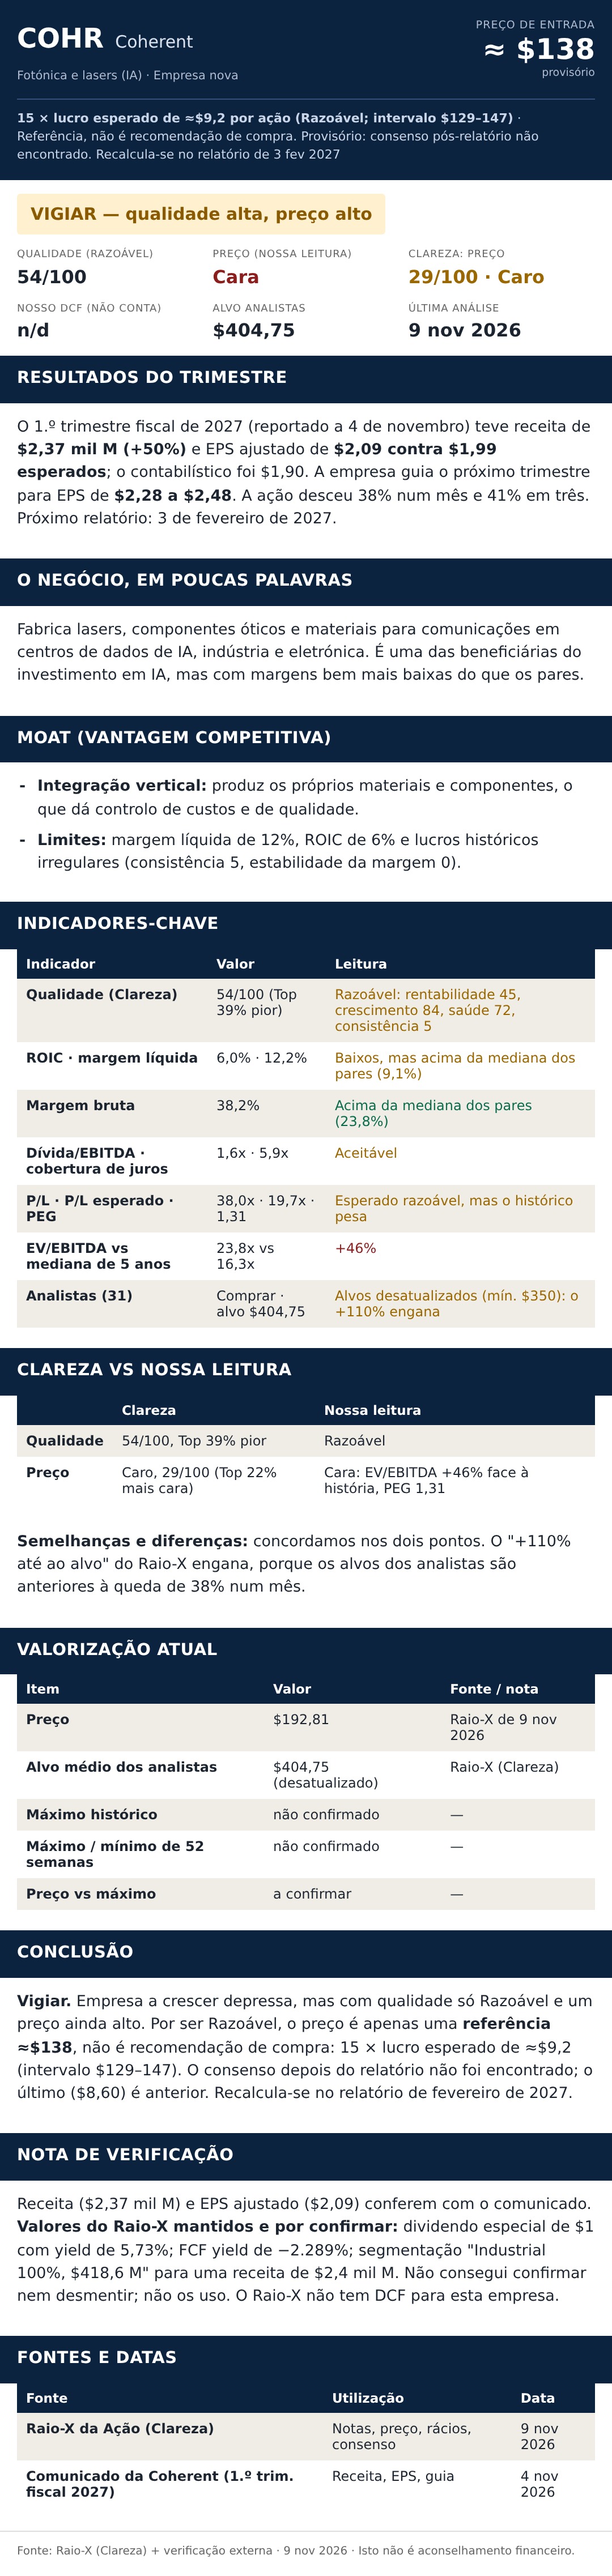 COHR Coherent
PREÇO DE ENTRADA
≈ $138
provisório
Fotónica e lasers (IA) · Empresa nova
15 × lucro esperado de ≈$9,2 por ação (Razoável; intervalo $129–147) ·
Referência, não é recomendação de compra. Provisório: consenso pós-relatório não
encontrado. Recalcula-se no relatório de 3 fev 2027
VIGIAR — qualidade alta, preço alto
QUALIDADE (RAZOÁVEL)
54/100
PREÇO (NOSSA LEITURA)
Cara
CLAREZA: PREÇO
29/100 · Caro
NOSSO DCF (NÃO CONTA)
n/d
ALVO ANALISTAS
$404,75
ÚLTIMA ANÁLISE
9 nov 2026
RESULTADOS DO TRIMESTRE
O 1.º trimestre fiscal de 2027 (reportado a 4 de novembro) teve receita de
$2,37 mil M (+50%) e EPS ajustado de $2,09 contra $1,99
esperados; o contabilístico foi $1,90. A empresa guia o próximo trimestre
para EPS de $2,28 a $2,48. A ação desceu 38% num mês e 41% em três.
Próximo relatório: 3 de fevereiro de 2027.
O NEGÓCIO, EM POUCAS PALAVRAS
Fabrica lasers, componentes óticos e materiais para comunicações em
centros de dados de IA, indústria e eletrónica. É uma das beneficiárias do
investimento em IA, mas com margens bem mais baixas do que os pares.
MOAT (VANTAGEM COMPETITIVA)
- Integração vertical: produz os próprios materiais e componentes, o
que dá controlo de custos e de qualidade.
- Limites: margem líquida de 12%, ROIC de 6% e lucros históricos
irregulares (consistência 5, estabilidade da margem 0).
INDICADORES-CHAVE
Indicador Valor Leitura
Qualidade (Clareza) 54/100 (Top 39% pior) Razoável: rentabilidade 45, crescimento 84, saúde 72, consistência 5
ROIC · margem líquida 6,0% · 12,2% Baixos, mas acima da mediana dos pares (9,1%)
Margem bruta 38,2% Acima da mediana dos pares (23,8%)
Dívida/EBITDA · cobertura de juros 1,6x · 5,9x Aceitável
P/L · P/L esperado · PEG 38,0x · 19,7x · 1,31 Esperado razoável, mas o histórico pesa
EV/EBITDA vs mediana de 5 anos 23,8x vs 16,3x +46%
Analistas (31) Comprar · alvo $404,75 Alvos desatualizados (mín. $350): o +110% engana
CLAREZA VS NOSSA LEITURA
Clareza Nossa leitura
Qualidade 54/100, Top 39% pior Razoável
Preço Caro, 29/100 (Top 22% mais cara) Cara: EV/EBITDA +46% face à história, PEG 1,31
Semelhanças e diferenças: concordamos nos dois pontos. O "+110%
até ao alvo" do Raio-X engana, porque os alvos dos analistas são
anteriores à queda de 38% num mês.
VALORIZAÇÃO ATUAL
Item Valor Fonte / nota
Preço $192,81 Raio-X de 9 nov 2026
Alvo médio dos analistas $404,75 (desatualizado) Raio-X (Clareza)
Máximo histórico não confirmado —
Máximo / mínimo de 52 semanas não confirmado —
Preço vs máximo a confirmar —
CONCLUSÃO
Vigiar. Empresa a crescer depressa, mas com qualidade só Razoável e um
preço ainda alto. Por ser Razoável, o preço é apenas uma referência
≈$138, não é recomendação de compra: 15 × lucro esperado de ≈$9,2
(intervalo $129–147). O consenso depois do relatório não foi encontrado; o
último ($8,60) é anterior. Recalcula-se no relatório de fevereiro de 2027.
NOTA DE VERIFICAÇÃO
Receita ($2,37 mil M) e EPS ajustado ($2,09) conferem com o comunicado.
Valores do Raio-X mantidos e por confirmar: dividendo especial de $1
com yield de 5,73%; FCF yield de −2.289%; segmentação "Industrial
100%, $418,6 M" para uma receita de $2,4 mil M. Não consegui confirmar
nem desmentir; não os uso. O Raio-X não tem DCF para esta empresa.
FONTES E DATAS
Fonte Utilização Data
Raio-X da Ação (Clareza) Notas, preço, rácios, consenso 9 nov 2026
Comunicado da Coherent (1.º trim. fiscal 2027) Receita, EPS, guia 4 nov 2026
Fonte: Raio-X (Clareza) + verificação externa · 9 nov 2026 · Isto não é aconselhamento financeiro.